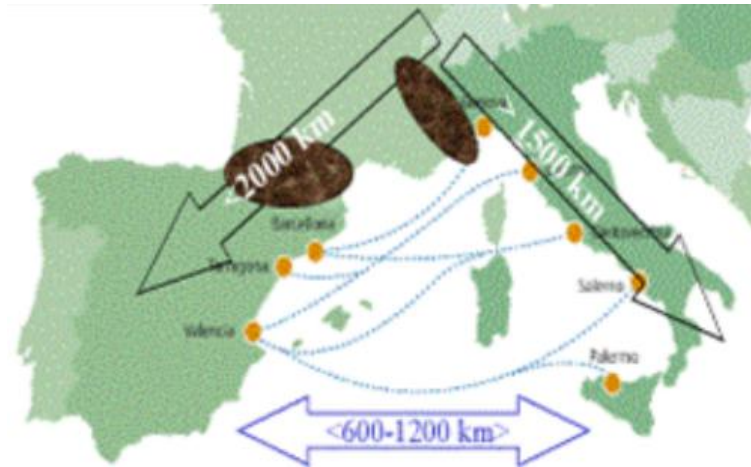 <2000 km
1500 km
Barcelona
Tarragona
Valencia
Salerno
Palermo
<600-1200 km>